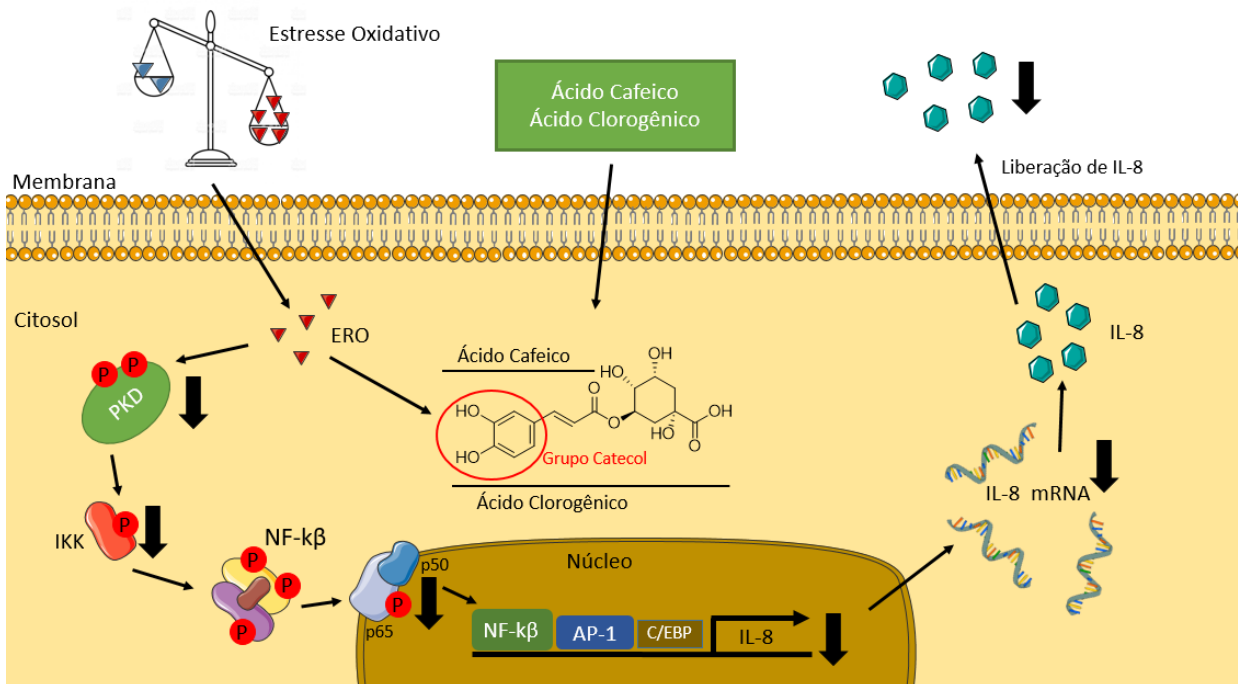 Estresse Oxidativo
Ácido Cafeico
Ácido Clorogênico
Liberação de IL-8
Membrana
Citosol
ERO
IL-8
P
P
PKD
Ácido Cafeico
HO
OH
HO
HO
O
O
HO
OH
O
Grupo Catecol
Ácido Clorogênico
IL-8 mRNA
P
IKK
NF-kβ
P
P
P
p50
P
p65
Núcleo
NF-kβ
AP-1
C/EBP
IL-8